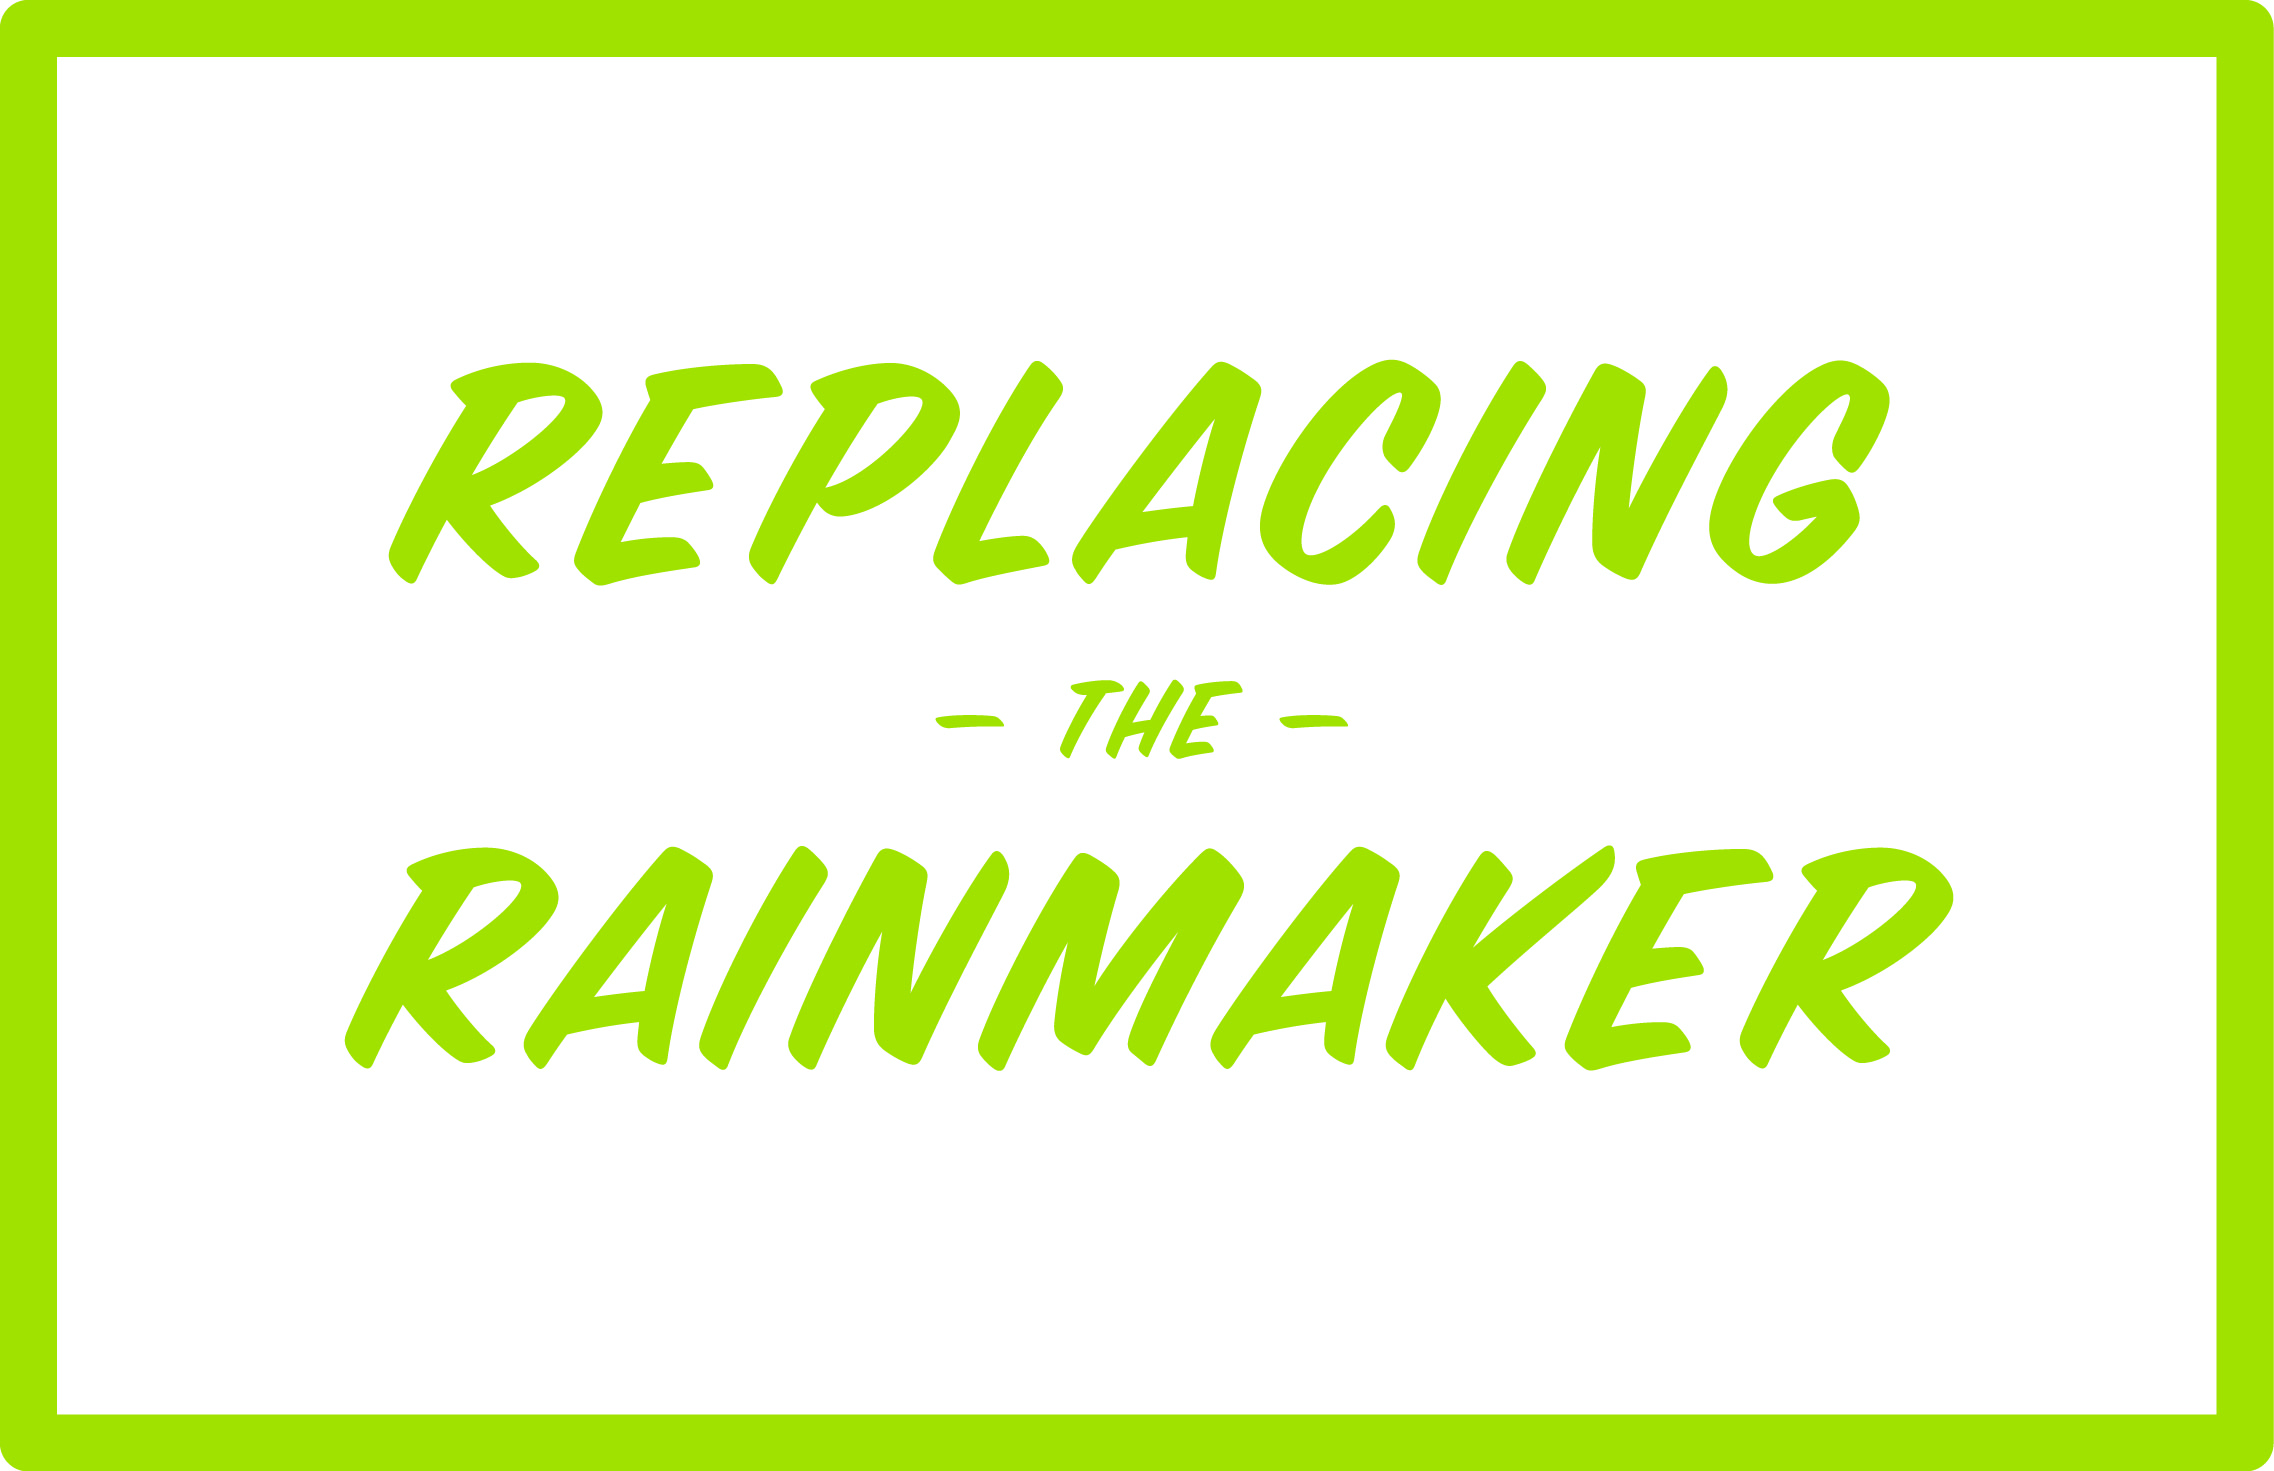 REPLACING
- THE -
RAINMAKER